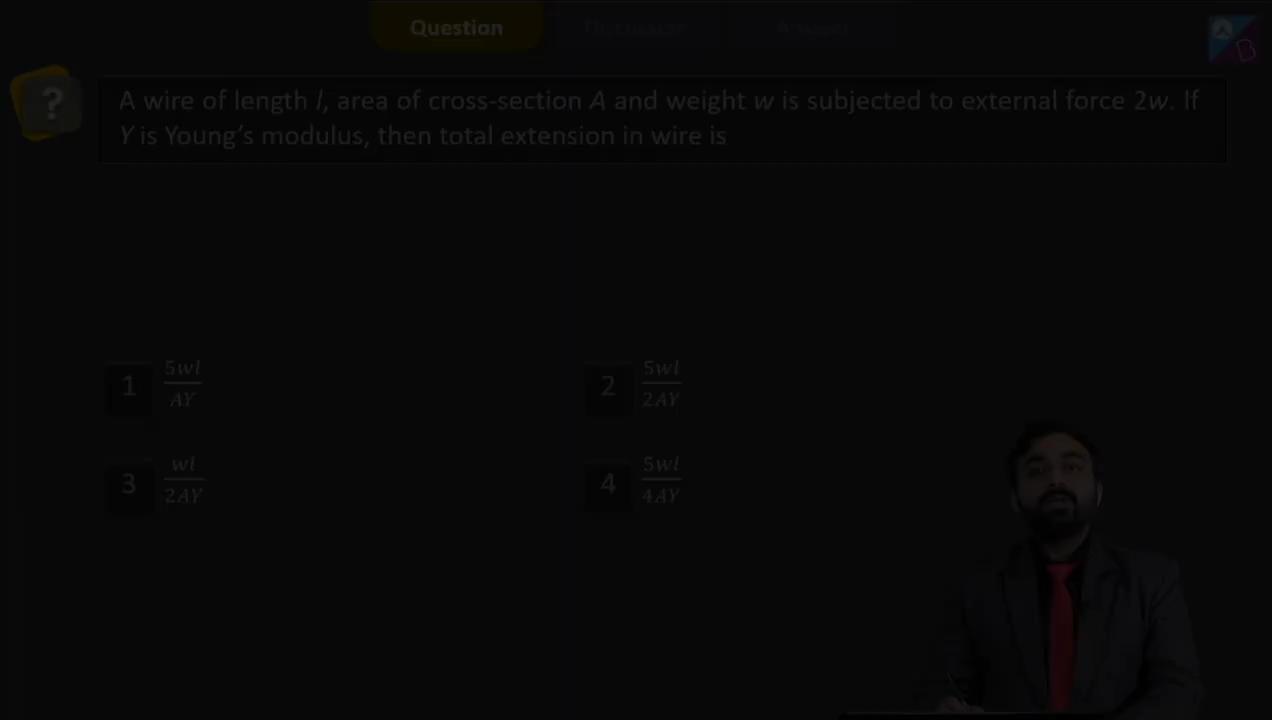 Question Discussion Answer
?
A wire of length l, area of cross-section A and weight w is subjected to external force 2w. If
Y is Young's modulus, then total extension in wire is
1 5wl/AY
2 5wl/2AY
3 wl/2AY
4 5wl/4AY
A
B